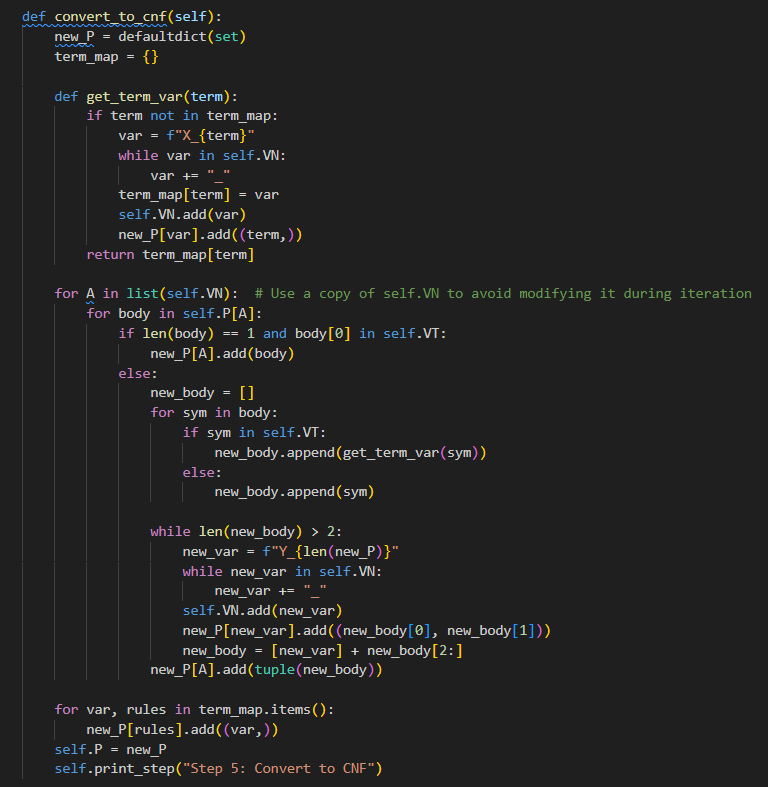 def convert_to_cnf(self):
    new_P = defaultdict(set)
    term_map = {}

    def get_term_var(term):
        if term not in term_map:
            var = f"X_{term}"
            while var in self.VN:
                var += "_"
            term_map[term] = var
            self.VN.add(var)
            new_P[var].add((term,))
        return term_map[term]

    for A in list(self.VN):  # Use a copy of self.VN to avoid modifying it during iteration
        for body in self.P[A]:
            if len(body) == 1 and body[0] in self.VT:
                new_P[A].add(body)
            else:
                new_body = []
                for sym in body:
                    if sym in self.VT:
                        new_body.append(get_term_var(sym))
                    else:
                        new_body.append(sym)

                while len(new_body) > 2:
                    new_var = f"Y_{len(new_P)}"
                    while new_var in self.VN:
                        new_var += "_"
                    self.VN.add(new_var)
                    new_P[new_var].add((new_body[0], new_body[1]))
                    new_body = [new_var] + new_body[2:]
                new_P[A].add(tuple(new_body))

    for var, rules in term_map.items():
        new_P[rules].add((var,))
    self.P = new_P
    self.print_step("Step 5: Convert to CNF")